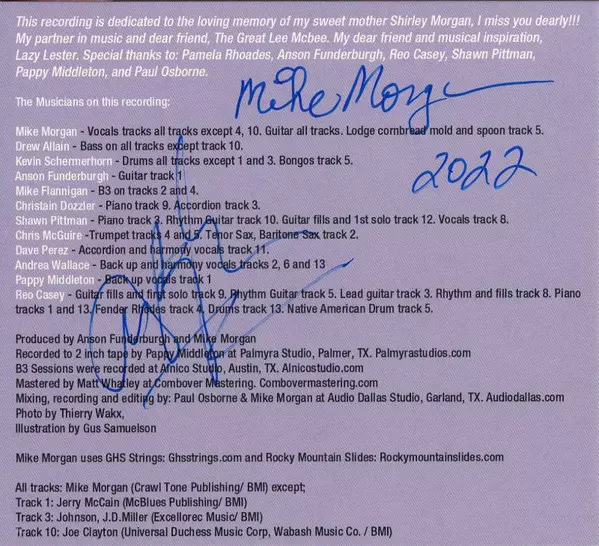 This recording is dedicated to the loving memory of my sweet mother Shirley Morgan, I miss you dearly!!!
My partner in music and dear friend, The Great Lee Mcbee. My dear friend and musical inspiration,
Lazy Lester. Special thanks to: Pamela Rhoades, Anson Funderburgh, Reo Casey, Shawn Pittman,
Pappy Middleton, and Paul Osborne.
Mike Morgan
The Musicians on this recording:
2022
Mike Morgan - Vocals tracks all tracks except 4, 10. Guitar all tracks. Lodge cornbread mold and spoon track 5.
Drew Allain - Bass on all tracks except track 10.
Kevin Schermerhorn - Drums all tracks except 1 and 3. Bongos track 5.
Anson Funderburgh - Guitar track 1
Mike Flannigan - B3 on tracks 2 and 4.
Christain Dozzler - Piano track 9. Accordion track 3.
Shawn Pittman - Piano track 3. Rhythm Guitar track 10. Guitar fills and 1st solo track 12. Vocals track 8.
Chris McGuire -Trumpet tracks 4 and 5. Tenor Sax, Baritone Sax track 2.
Dave Perez - Accordion and harmony vocals track 11.
Andrea Wallace - Back up and harmony vocals tracks 2, 6 and 13
Pappy Middleton - Back up vocals track 1
Reo Casey - Guitar fills and first solo track 9. Rhythm Guitar track 5. Lead guitar track 3. Rhythm and fills track 8. Piano
tracks 1 and 13. Fender Rhodes track 4. Drums track 13. Native American Drum track 5.
Produced by Anson Funderburgh and Mike Morgan
Recorded to 2 inch tape by Pappy Middleton at Palmyra Studio, Palmer, TX. Palmyrastudios.com
B3 Sessions were recorded at Alnico Studio, Austin, TX. Alnicostudio.com
Mastered by Matt Whalley at Combover Mastering. Combovermastering.com
Mixing, recording and editing by: Paul Osborne & Mike Morgan at Audio Dallas Studio, Garland, TX. Audiodallas.com
Photo by Thierry Wakx,
Illustration by Gus Samuelson
Mike Morgan uses GHS Strings: Ghsstrings.com and Rocky Mountain Slides: Rockymountainslides.com
All tracks: Mike Morgan (Crawl Tone Publishing/ BMI) except;
Track 1: Jerry McCain (McBlues Publishing/ BMI)
Track 3: Johnson, J.D.Miller (Excellorec Music/ BMI)
Track 10: Joe Clayton (Universal Duchess Music Corp, Wabash Music Co. / BMI)